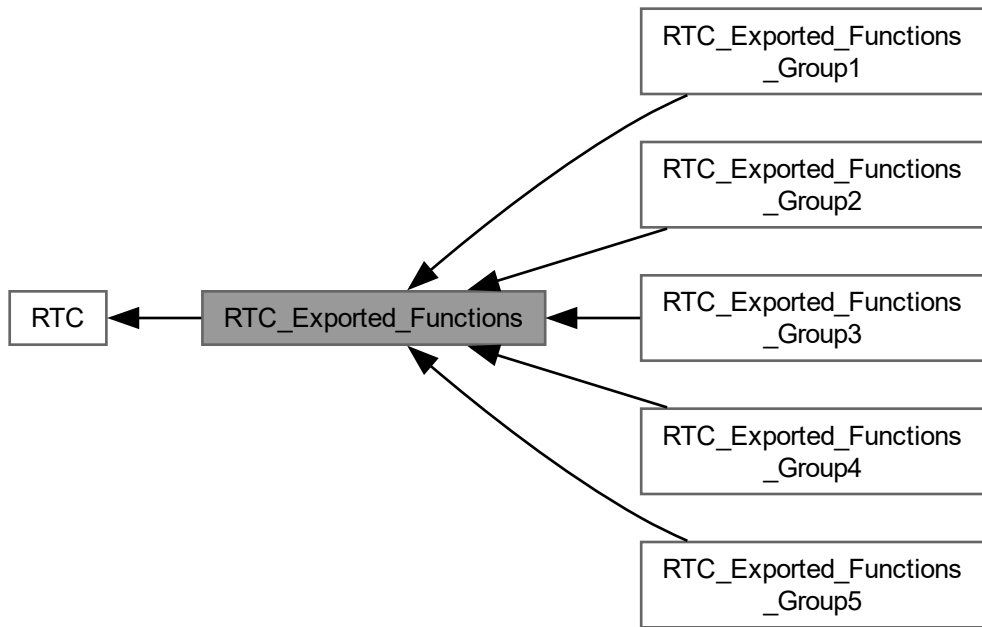 RTC_Exported_Functions
_Group1
RTC_Exported_Functions
_Group2
RTC
RTC_Exported_Functions
RTC_Exported_Functions
_Group3
RTC_Exported_Functions
_Group4
RTC_Exported_Functions
_Group5